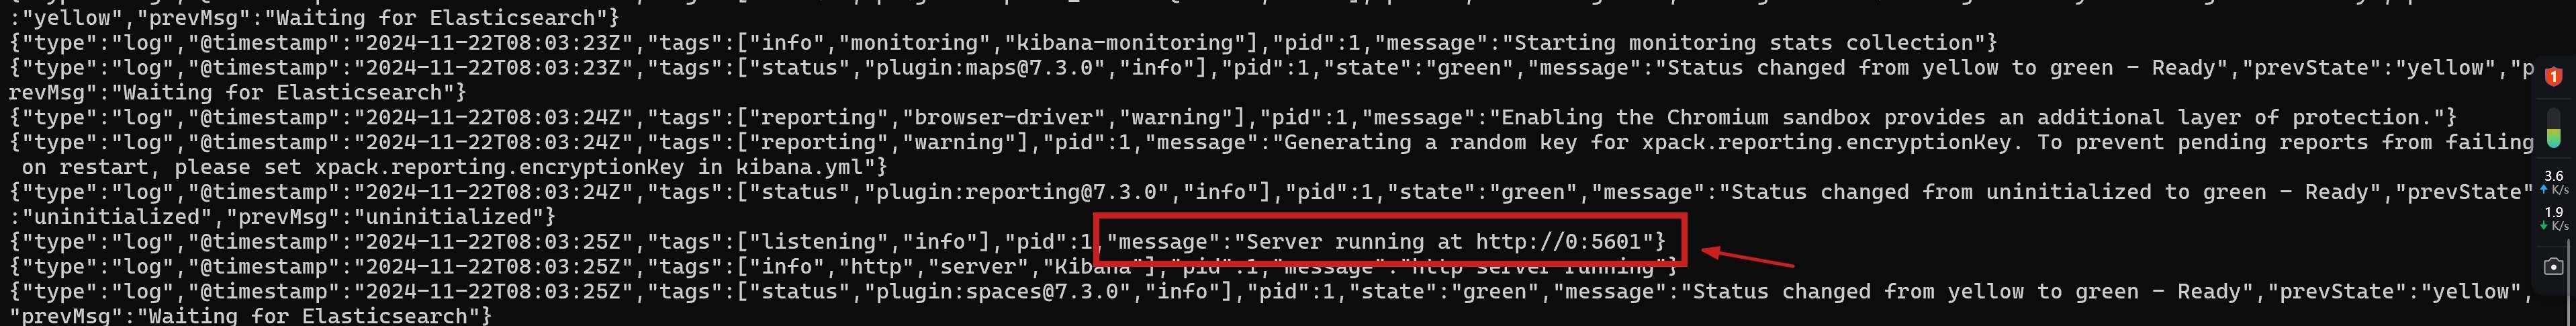 :"yellow","prevMsg":"Waiting for Elasticsearch"}
{"type":"log","@timestamp":"2024-11-22T08:03:23Z","tags":["info","monitoring","kibana-monitoring"],"pid":1,"message":"Starting monitoring stats collection"}
{"type":"log","@timestamp":"2024-11-22T08:03:23Z","tags":["status","plugin:maps@7.3.0","info"],"pid":1,"state":"green","message":"Status changed from yellow to green - Ready","prevState":"yellow","p
revMsg":"Waiting for Elasticsearch"}
{"type":"log","@timestamp":"2024-11-22T08:03:24Z","tags":["reporting","browser-driver","warning"],"pid":1,"message":"Enabling the Chromium sandbox provides an additional layer of protection."}
{"type":"log","@timestamp":"2024-11-22T08:03:24Z","tags":["reporting","warning"],"pid":1,"message":"Generating a random key for xpack.reporting.encryptionKey. To prevent pending reports from failing
on restart, please set xpack.reporting.encryptionKey in kibana.yml"}
{"type":"log","@timestamp":"2024-11-22T08:03:24Z","tags":["status","plugin:reporting@7.3.0","info"],"pid":1,"state":"green","message":"Status changed from uninitialized to green - Ready","prevState"
:"uninitialized","prevMsg":"uninitialized"}
{"type":"log","@timestamp":"2024-11-22T08:03:25Z","tags":["listening","info"],"pid":1,"message":"Server running at http://0:5601"}
{"type":"log","@timestamp":"2024-11-22T08:03:25Z","tags":["info","http","server","Kibana"],"pid":1,"message":"http server running"}
{"type":"log","@timestamp":"2024-11-22T08:03:25Z","tags":["status","plugin:spaces@7.3.0","info"],"pid":1,"state":"green","message":"Status changed from yellow to green - Ready","prevState":"yellow",
"prevMsg":"Waiting for Elasticsearch"}
1
3.6
K/s
1.9
K/s